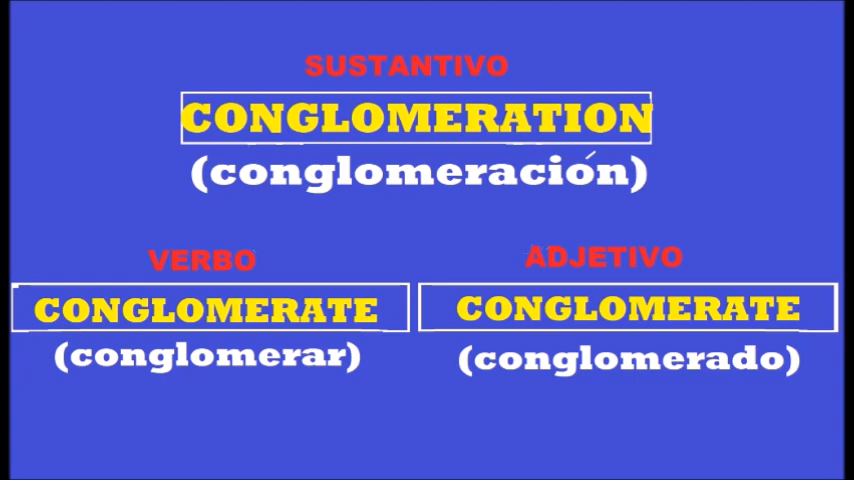 SUSTANTIVO
CONGLOMERATION
(conglomeración)
VERBO
ADJETIVO
CONGLOMERATE
CONGLOMERATE
(conglomerar)
(conglomerado)